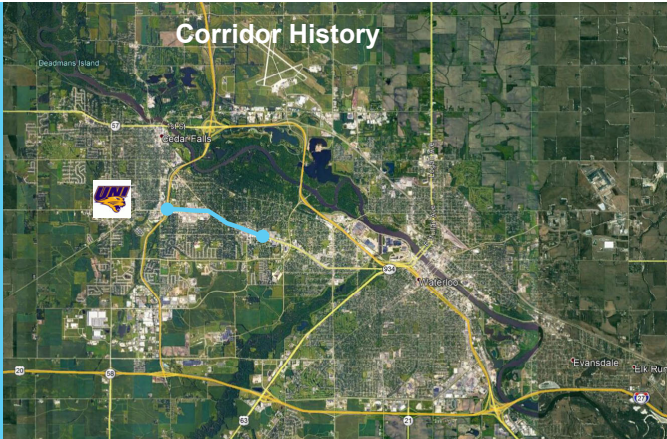 Corridor History
Deadmans Island
57
Cedar Falls
UNI
934
Waterloo
Evansdale
Elk Run
20
58
27
63
21